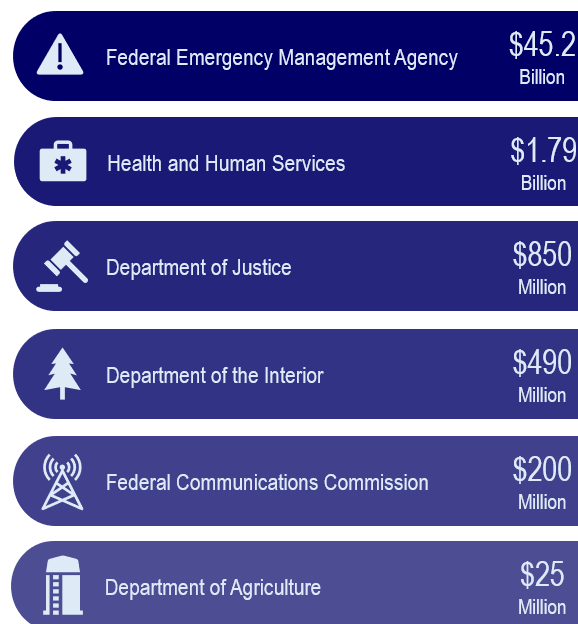 Federal Emergency Management Agency $45.2
Billion
Health and Human Services $1.79
Billion
Department of Justice $850
Million
Department of the Interior $490
Million
Federal Communications Commission $200
Million
Department of Agriculture $25
Million